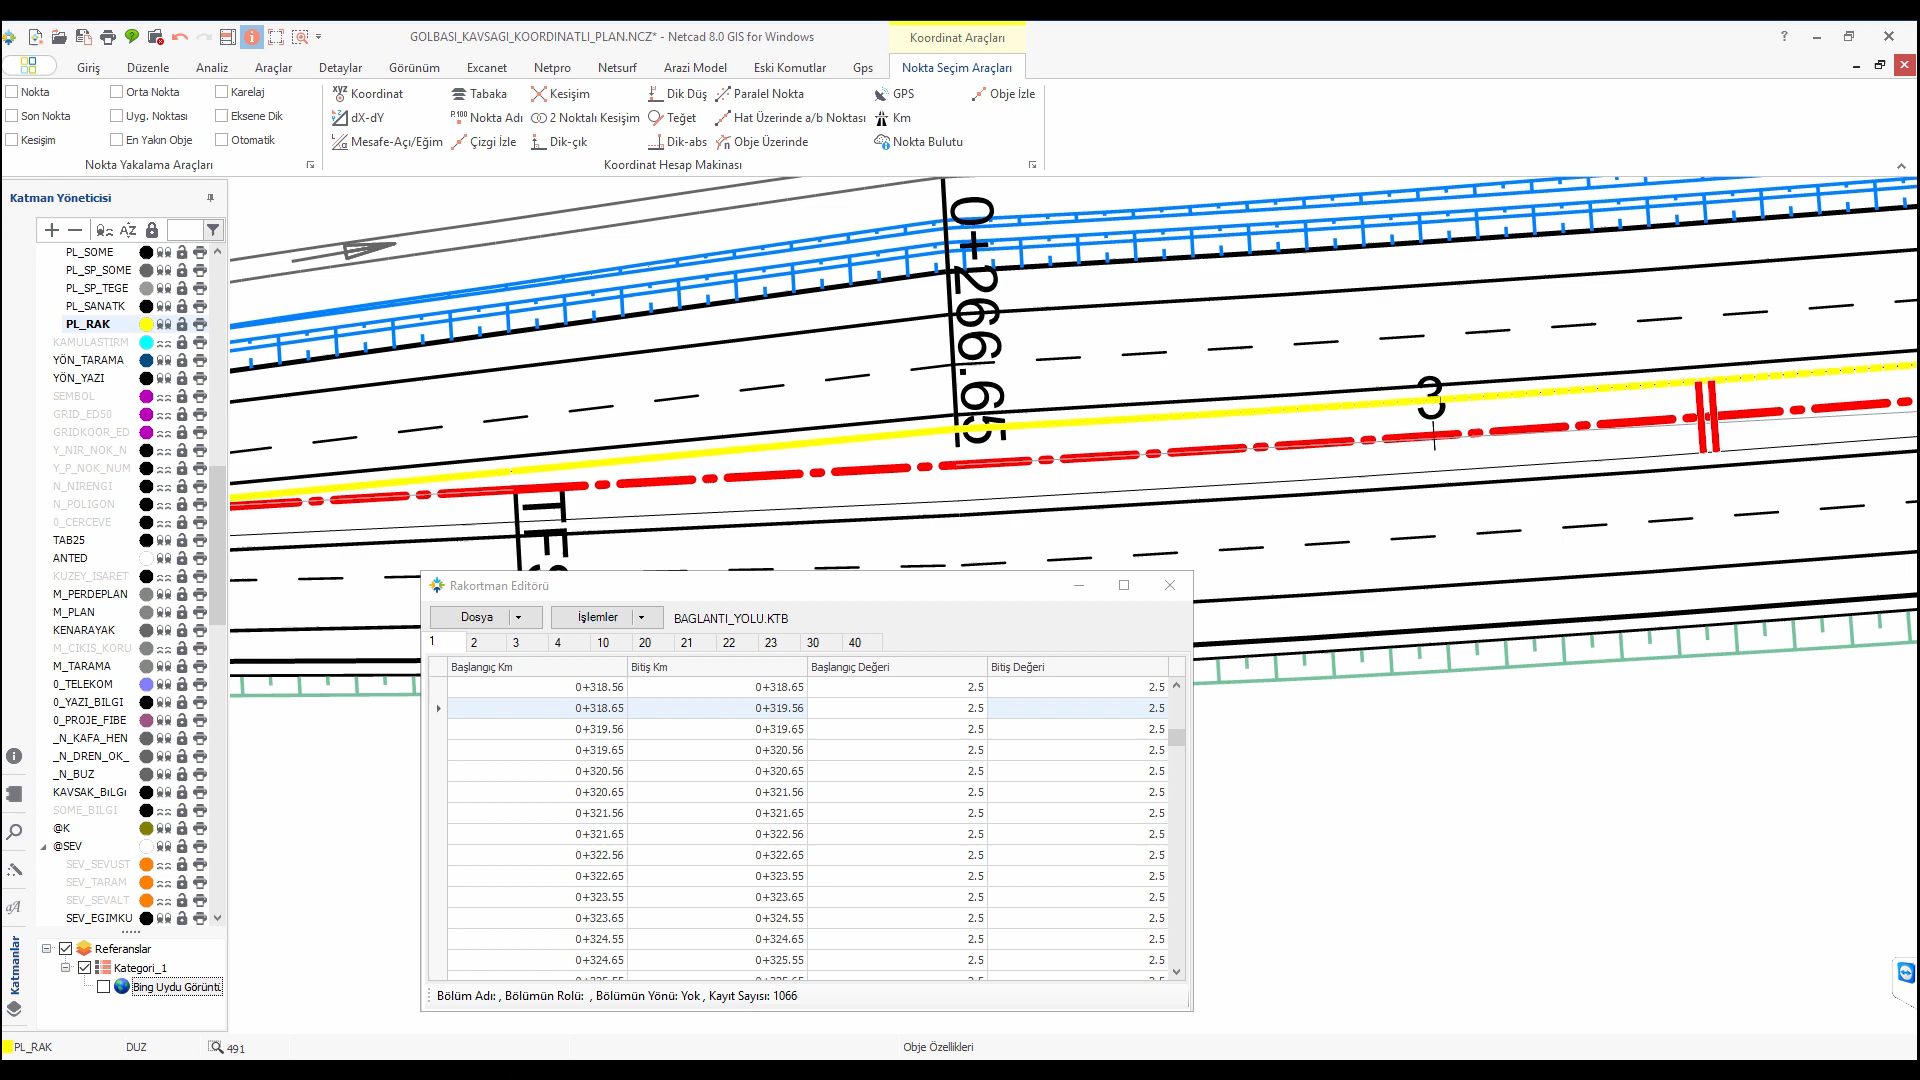 GOLBASI_KAVSAGI_KOORDINATLI_PLAN.NCZ* - Netcad 8.0 GIS for Windows
Koordinat Araçları
Giriş Düzenle Analiz Araçlar Detaylar Görünüm Excanet Netpro Netsurf Arazi Model Eski Komutlar Gps Nokta Seçim Araçları
Nokta Orta Nokta Karelaj
Son Nokta Uyg. Noktası Eksene Dik
Kesişim En Yakın Obje Otomatik
Nokta Yakalama Araçları
Koordinat Tabaka Kesişim Dik Düş Paralel Nokta GPS Obje İzle
dX-dY Nokta Adı 2 Noktalı Kesişim Teğet Hat Üzerinde a/b Noktası Km
Mesafe-Açı/Eğim Çizgi İzle Dik-çık Dik-abs Obje Üzerinde Nokta Bulutu
Koordinat Hesap Makinası
Katman Yöneticisi
PL_SOME
PL_SP_SOME
PL_SP_TEGE
PL_SANATK
PL_RAK
KAMULASTIRM
YÖN_TARAMA
YÖN_YAZI
SEMBOL
GRID_ED50
GRIDKOOR_ED
Y_NIR_NOK_N
Y_P_NOK_NUM
N_NIRENGI
N_POLIGON
0_CERCEVE
TAB25
ANTED
KUZEY_ISARET
M_PERDEPLAN
M_PLAN
KENARAYAK
M_CIKIS_KORU
M_TARAMA
0_TELEKOM
0_YAZI_BILGI
0_PROJE_FIBE
_N_KAFA_HEN
_N_DREN_OK_
_N_BUZ
KAVSAK_BıLGı
SOME_BILGI
@K
@SEV
SEV_SEVUST
SEV_TARAM
SEV_SEVALT
SEV_EGIMKU
Katmanlar
Referanslar
Kategori_1
Bing Uydu Görüntü
0+266.65
3
Rakortman Editörü
Dosya İşlemler BAGLANTI_YOLU.KTB
1 2 3 4 10 20 21 22 23 30 40
Başlangıç Km Bitiş Km Başlangıç Değeri Bitiş Değeri
0+318.56 0+318.65 2.5 2.5
0+318.65 0+319.56 2.5 2.5
0+319.56 0+319.65 2.5 2.5
0+319.65 0+320.56 2.5 2.5
0+320.56 0+320.65 2.5 2.5
0+320.65 0+321.56 2.5 2.5
0+321.56 0+321.65 2.5 2.5
0+321.65 0+322.56 2.5 2.5
0+322.56 0+322.65 2.5 2.5
0+322.65 0+323.55 2.5 2.5
0+323.55 0+323.65 2.5 2.5
0+323.65 0+324.55 2.5 2.5
0+324.55 0+324.65 2.5 2.5
0+324.65 0+325.55 2.5 2.5
Bölüm Adı: , Bölümün Rolü: , Bölümün Yönü: Yok , Kayıt Sayısı: 1066
PL_RAK DUZ 491 Obje Özellikleri